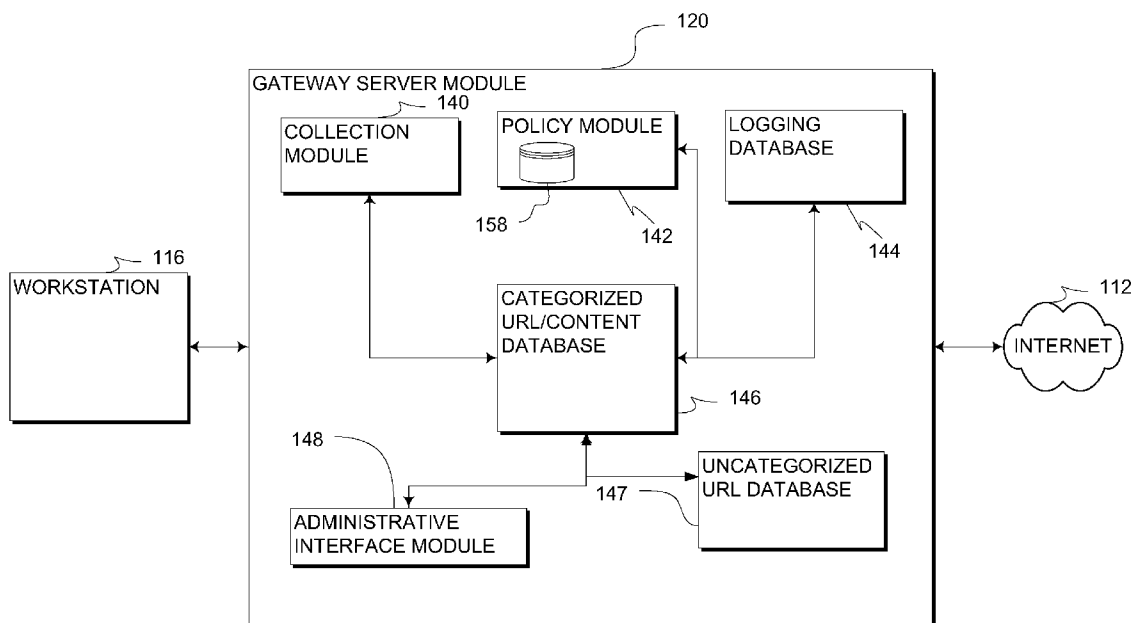 120
GATEWAY SERVER MODULE
140
COLLECTION
MODULE
POLICY MODULE
158
142
LOGGING
DATABASE
144
116
WORKSTATION
CATEGORIZED
URL/CONTENT
DATABASE
146
112
INTERNET
148
ADMINISTRATIVE
INTERFACE MODULE
147
UNCATEGORIZED
URL DATABASE